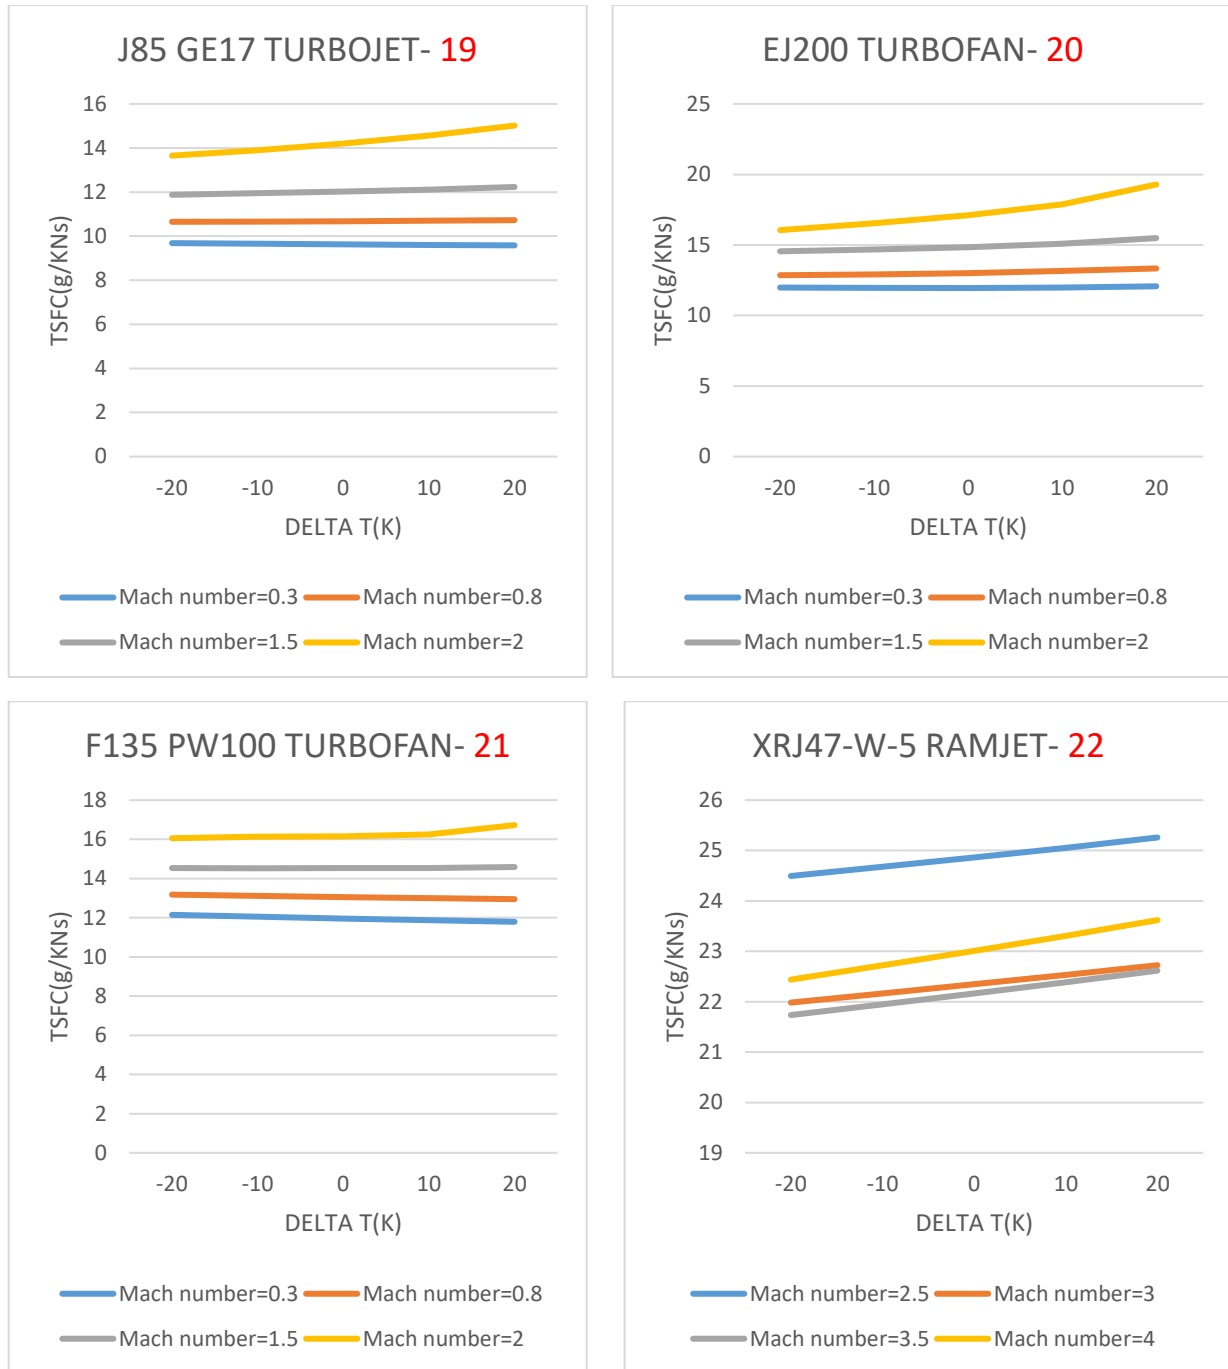 J85 GE17 TURBOJET- 19
16
14
12
10
8
6
4
2
0
TSFC(g/KNs)
-20 -10 0 10 20
DELTA T(K)
Mach number=0.3 Mach number=0.8
Mach number=1.5 Mach number=2
EJ200 TURBOFAN- 20
25
20
15
10
5
0
TSFC(g/KNs)
-20 -10 0 10 20
DELTA T(K)
Mach number=0.3 Mach number=0.8
Mach number=1.5 Mach number=2
F135 PW100 TURBOFAN- 21
18
16
14
12
10
8
6
4
2
0
TSFC(g/KNs)
-20 -10 0 10 20
DELTA T(K)
Mach number=0.3 Mach number=0.8
Mach number=1.5 Mach number=2
XRJ47-W-5 RAMJET- 22
26
25
24
23
22
21
20
19
TSFC(g/KNs)
-20 -10 0 10 20
DELTA T(K)
Mach number=2.5 Mach number=3
Mach number=3.5 Mach number=4